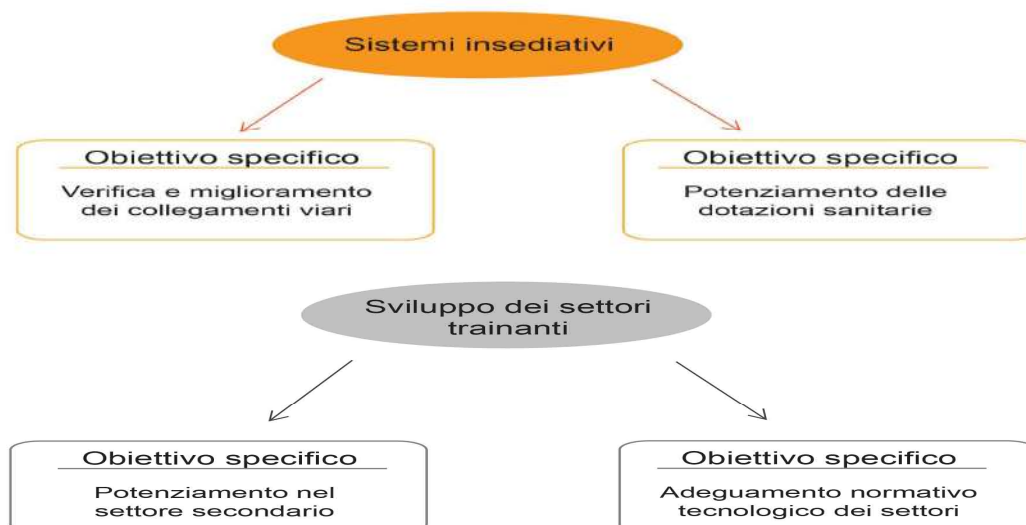 Sistemi insediativi
Obiettivo specifico
Verifica e miglioramento
dei collegamenti viari
Obiettivo specifico
Potenziamento delle
dotazioni sanitarie
Sviluppo dei settori
trainanti
Obiettivo specifico
Potenziamento nel
settore secondario
Obiettivo specifico
Adeguamento normativo
tecnologico dei settori